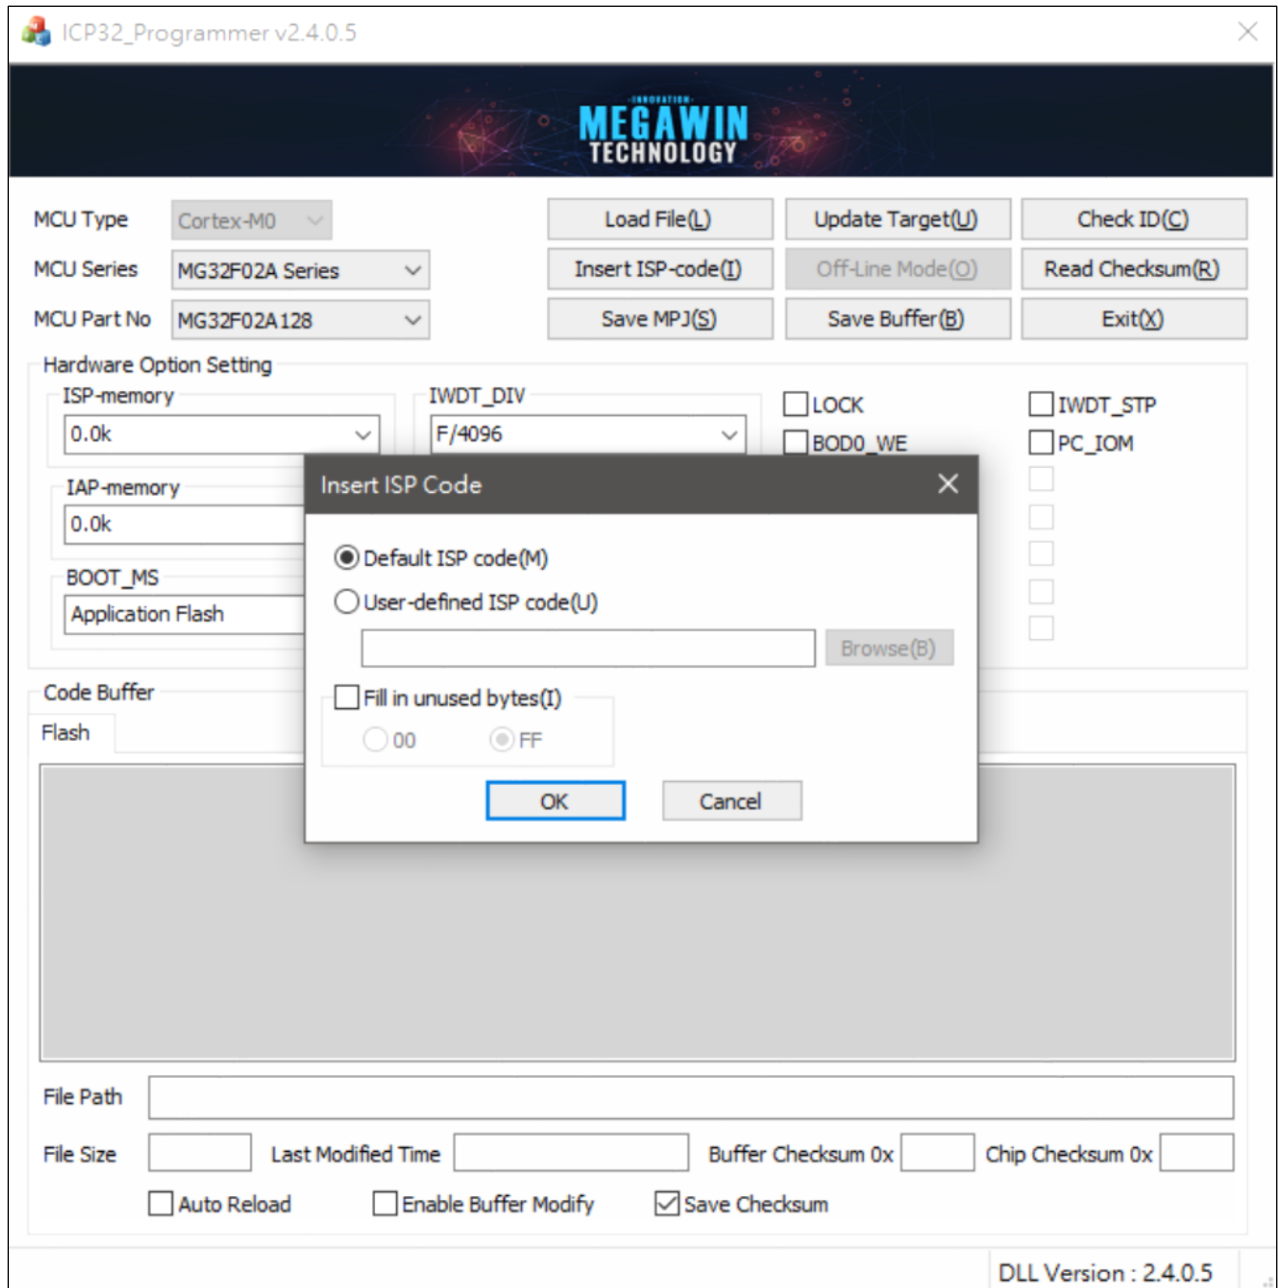 ICP32_Programmer v2.4.0.5
-INNOVATION-
MEGAWIN
TECHNOLOGY
MCU Type Cortex-M0 Load File(L) Update Target(U) Check ID(C)
MCU Series MG32F02A Series Insert ISP-code(I) Off-Line Mode(O) Read Checksum(R)
MCU Part No MG32F02A128 Save MPJ(S) Save Buffer(B) Exit(X)
Hardware Option Setting
ISP-memory IWDT_DIV
LOCK IWDT_STP
0.0k F/4096
BOD0_WE PC_IOM
Insert ISP Code
IAP-memory
0.0k
Default ISP code(M)
BOOT_MS
User-defined ISP code(U)
Application Flash
Browse(B)
Code Buffer
Fill in unused bytes(I)
Flash
00 FF
OK Cancel
File Path
File Size Last Modified Time Buffer Checksum 0x Chip Checksum 0x
Auto Reload Enable Buffer Modify Save Checksum
DLL Version : 2.4.0.5